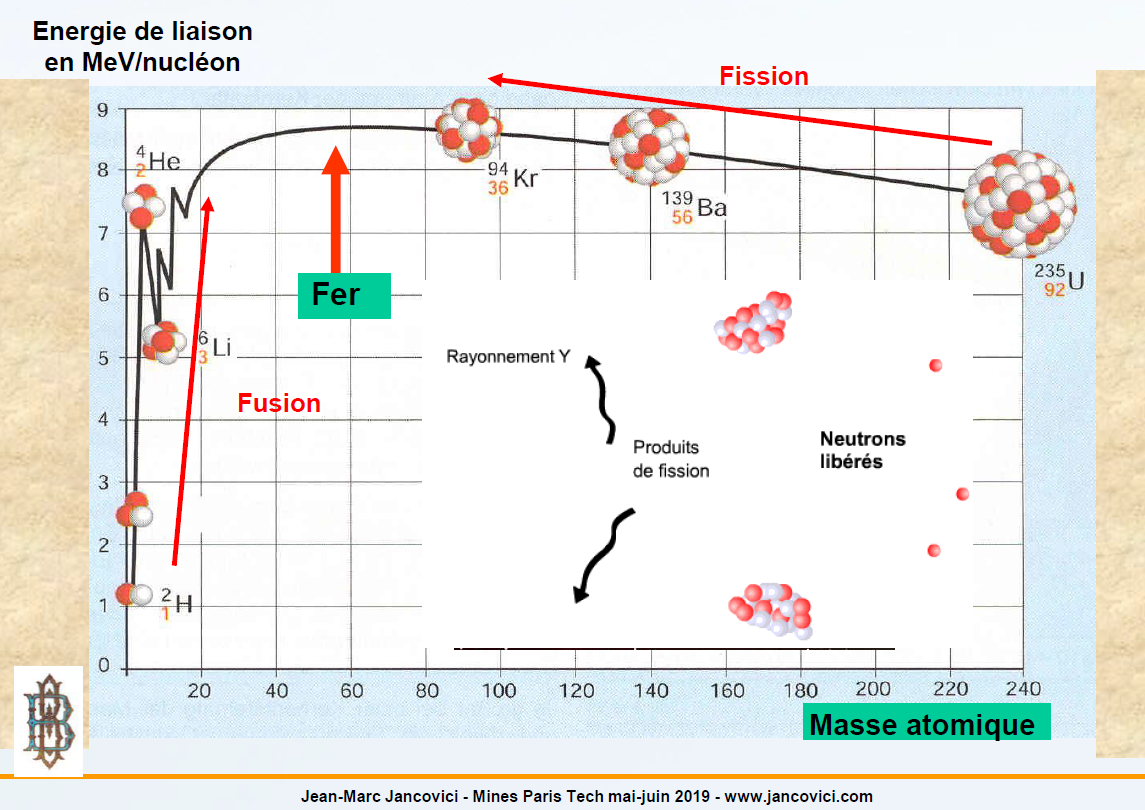 Energie de liaison
en MeV/nucléon
Fission
9
8
7
6
5
4
3
2
1
0
4
2 He
94
36 Kr
139
56 Ba
235
92 U
Fer
6
3 Li
Rayonnement Y
Fusion
Produits
de fission
Neutrons
libérés
2
1 H
20 40 60 80 100 120 140 160 180 200 220 240
Masse atomique
Jean-Marc Jancovici - Mines Paris Tech mai-juin 2019 - www.jancovici.com